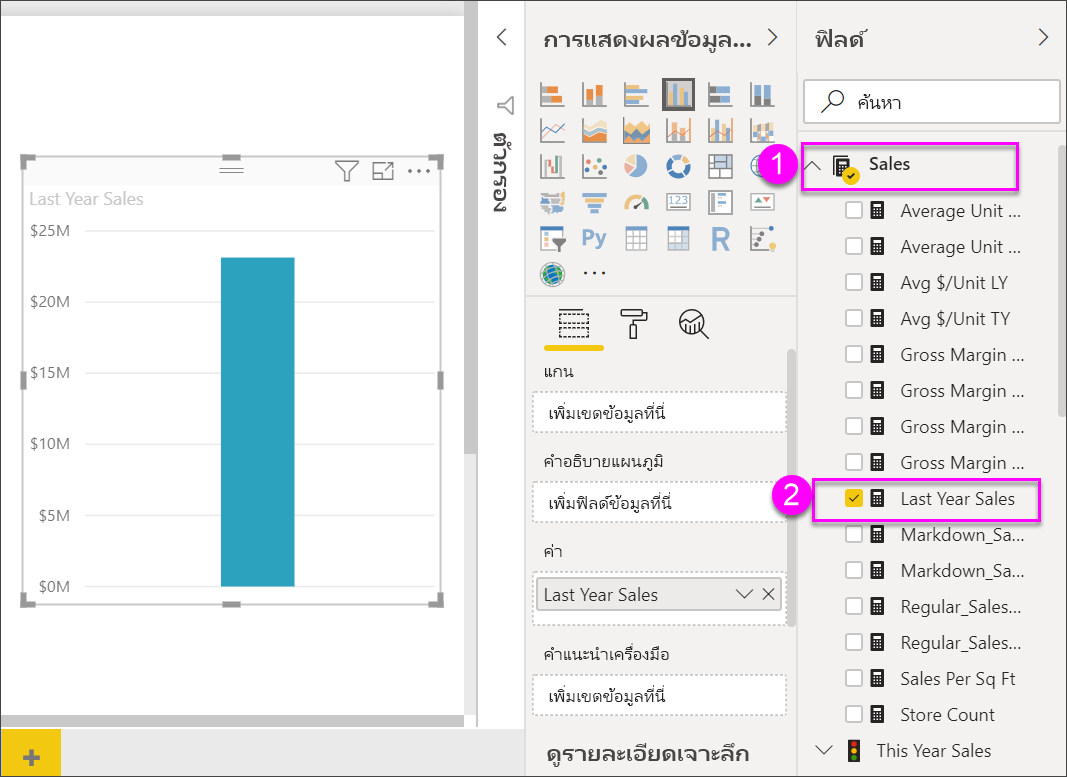 Last Year Sales
$25M
$20M
$15M
$10M
$5M
$0M
+
ตัวกรอง
การแสดงผลข้อมูล...
123
Py
R
แกน
เพิ่มเขตข้อมูลที่นี่
คำอธิบายแผนภูมิ
เพิ่มฟิลด์ข้อมูลที่นี่
ค่า
Last Year Sales
คำแนะนำเครื่องมือ
เพิ่มเขตข้อมูลที่นี่
ดูรายละเอียดเจาะลึก
ฟิลด์
ค้นหา
1
Sales
Average Unit ...
Average Unit ...
Avg $/Unit LY
Avg $/Unit TY
Gross Margin ...
Gross Margin ...
Gross Margin ...
Gross Margin ...
2
Last Year Sales
Markdown_Sa...
Markdown_Sa...
Regular_Sales...
Regular_Sales...
Sales Per Sq Ft
Store Count
This Year Sales